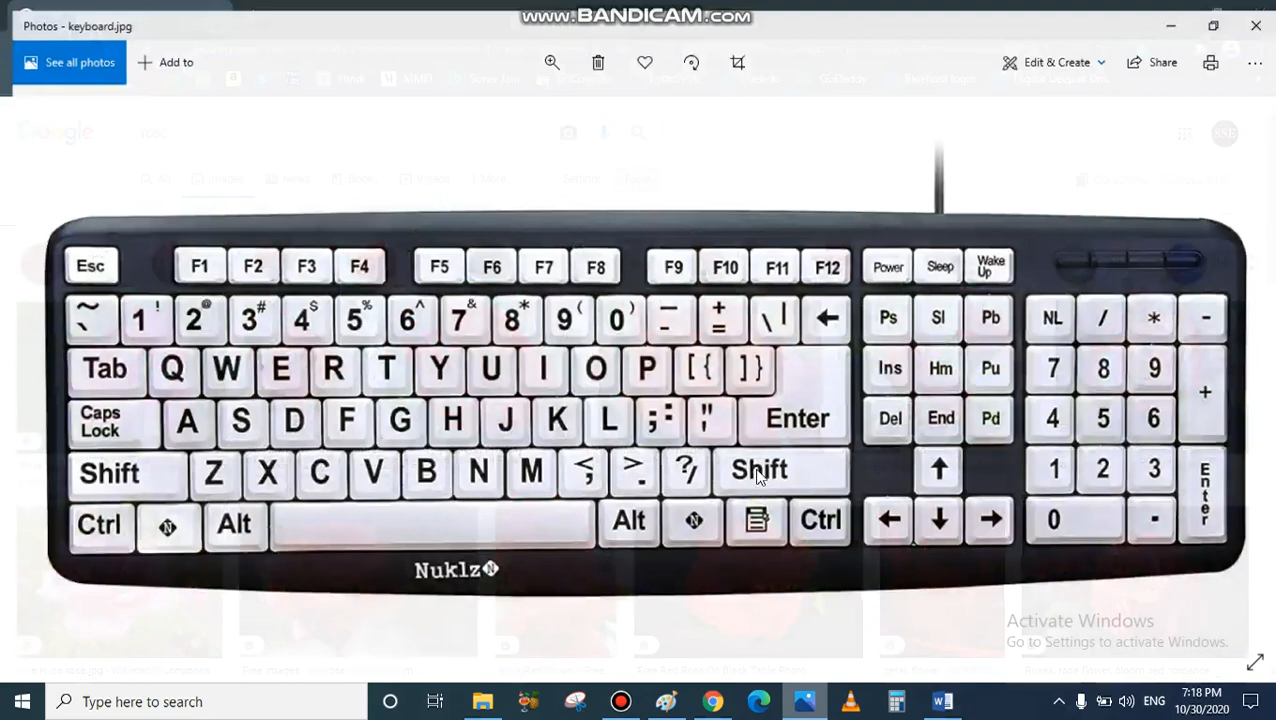 www.BANDICAM.com
Photos - keyboard.jpg
See all photos
Add to
Edit & Create
Share
Google
Settings
Esc F1 F2 F3 F4 F5 F6 F7 F8 F9 F10 F11 F12 Power Sleep Wake Up
~ ` 1 ! 2 @ 3 # 4 $ 5 % 6 ^ 7 & 8 * 9 ( 0 ) — - + = \ | ← Ps Sl Pb NL / * -
Tab Q W E R T Y U I O P [ { ] } Ins Hm Pu 7 8 9 +
Caps Lock A S D F G H J K L ; : ' " Enter Del End Pd 4 5 6
Shift Z X C V B N M < , > . ? / Shift ↑ 1 2 3 Enter
Ctrl Alt Alt Ctrl ← ↓ → 0 .
Nuklz N
Activate Windows
Go to Settings to activate Windows.
Type here to search
ENG
7:18 PM
10/30/2020